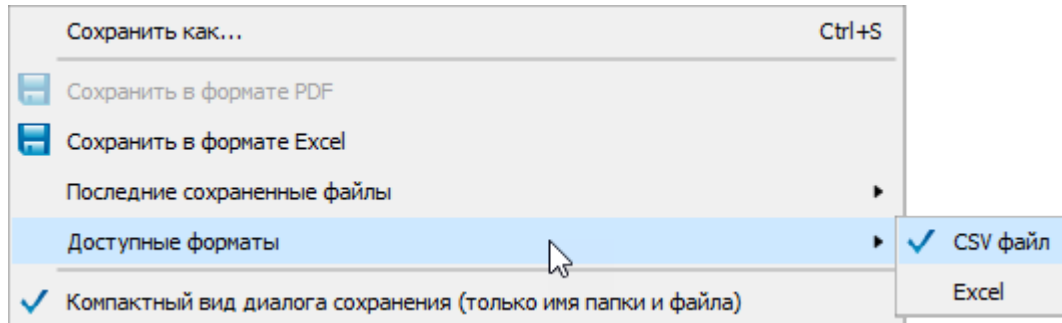 Сохранить как... Ctrl+S
Сохранить в формате PDF
Сохранить в формате Excel
Последние сохраненные файлы
Доступные форматы
CSV файл
Excel
Компактный вид диалога сохранения (только имя папки и файла)